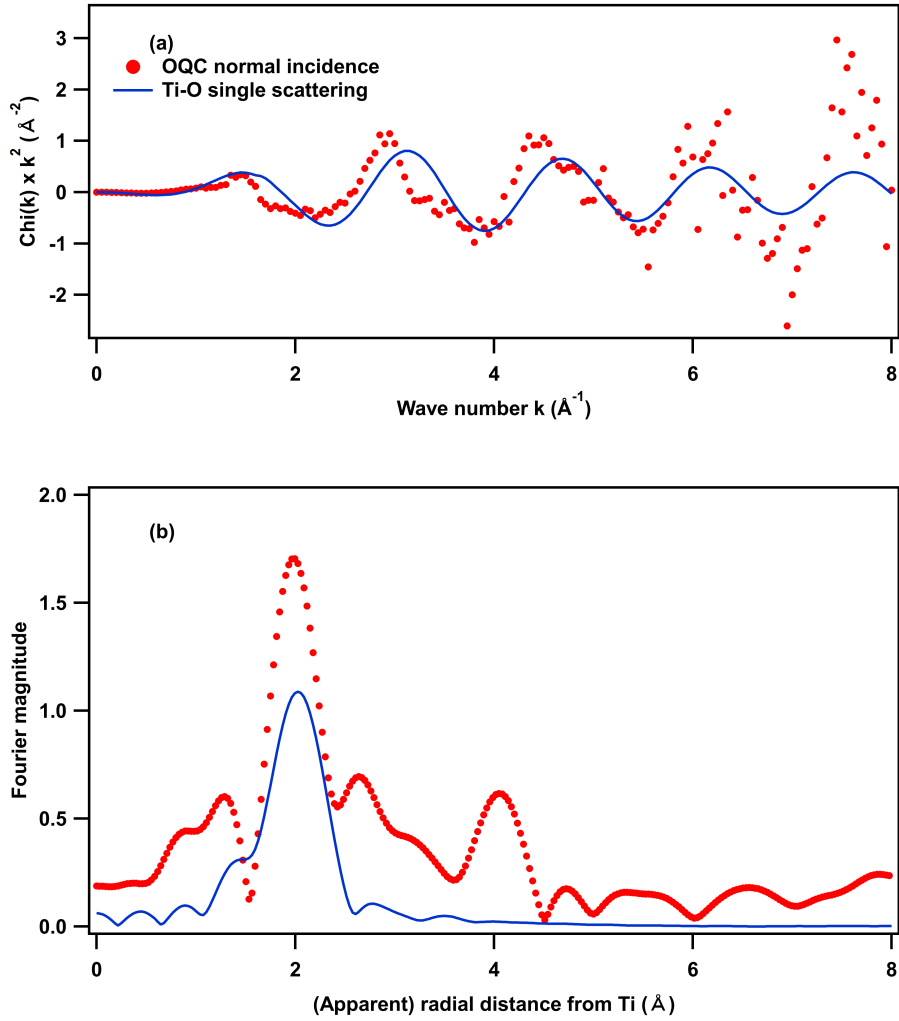 (a)
OQC normal incidence
Ti-O single scattering
3
2
1
0
-1
-2
Chi(k) x k² (Å⁻²)
0 2 4 6 8
Wave number k (Å⁻¹)
(b)
2.0
1.5
1.0
0.5
0.0
Fourier magnitude
0 2 4 6 8
(Apparent) radial distance from Ti (Å)